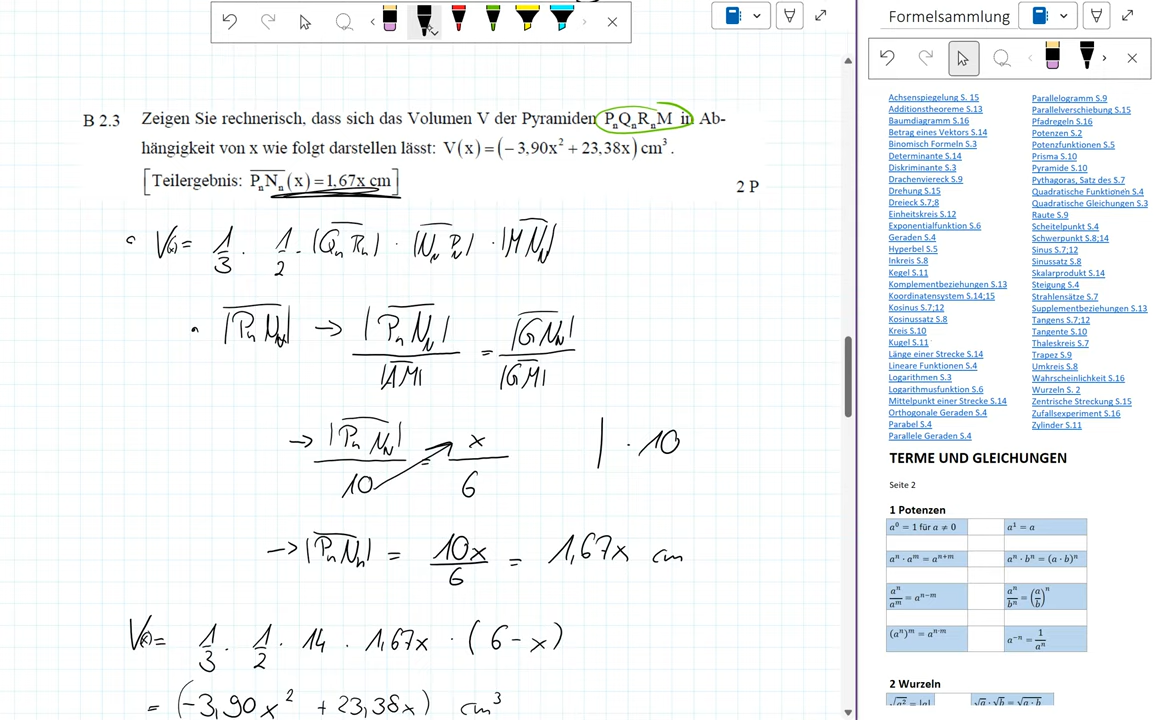 Formelsammlung
B 2.3 Zeigen Sie rechnerisch, dass sich das Volumen V der Pyramiden PₙQₙRₙM in Ab-
hängigkeit von x wie folgt darstellen lässt: V(x) = (−3,90x² + 23,38x) cm³.
[Teilergebnis: PₙNₙ(x) = 1,67x cm]
2 P
V(x) = 1/3 · 1/2 · |QₙRₙ| · |NₙPₙ| · |MNₙ|
|PₙNₙ| → |PₙNₙ|/|AM| = |GNₙ|/|GM|
→ |PₙNₙ|/10 = x/6 | · 10
→ |PₙNₙ| = 10x/6 = 1,67x cm
V(x) = 1/3 · 1/2 · 14 · 1,67x · (6 − x)
= (−3,90x² + 23,38x) cm³
Achsenspiegelung S. 15
Additionstheoreme S.13
Baumdiagramm S.16
Betrag eines Vektors S.14
Binomisch Formeln S.3
Determinante S.14
Diskriminante S.3
Drachenviereck S.9
Drehung S.15
Dreieck S.7;8
Einheitskreis S.12
Exponentialfunktion S.6
Geraden S.4
Hyperbel S.5
Inkreis S.8
Kegel S.11
Komplementbeziehungen S.13
Koordinatensystem S.14;15
Kosinus S.7;12
Kosinussatz S.8
Kreis S.10
Kugel S.11
Länge einer Strecke S.14
Lineare Funktionen S.4
Logarithmen S.3
Logarithmusfunktion S.6
Mittelpunkt einer Strecke S.14
Orthogonale Geraden S.4
Parabel S.4
Parallele Geraden S.4
Parallelogramm S.9
Parallelverschiebung S.15
Pfadregeln S.16
Potenzen S.2
Potenzfunktionen S.5
Prisma S.10
Pyramide S.10
Pythagoras, Satz des S.7
Quadratische Funktionen S.4
Quadratische Gleichungen S.3
Raute S.9
Scheitelpunkt S.4
Schwerpunkt S.8;14
Sinus S.7;12
Sinussatz S.8
Skalarprodukt S.14
Steigung S.4
Strahlensätze S.7
Supplementbeziehungen S.13
Tangens S.7;12
Tangente S.10
Thaleskreis S.7
Trapez S.9
Umkreis S.8
Wahrscheinlichkeit S.16
Wurzeln S. 2
Zentrische Streckung S.15
Zufallsexperiment S.16
Zylinder S.11
TERME UND GLEICHUNGEN
Seite 2
1 Potenzen
a⁰ = 1 für a ≠ 0 a¹ = a
aⁿ · aᵐ = aⁿ⁺ᵐ aⁿ · bⁿ = (a · b)ⁿ
aⁿ/aᵐ = aⁿ⁻ᵐ aⁿ/bⁿ = (a/b)ⁿ
(aⁿ)ᵐ = aⁿ·ᵐ a⁻ⁿ = 1/aⁿ
2 Wurzeln
√a² = |a| √a · √b = √a · b